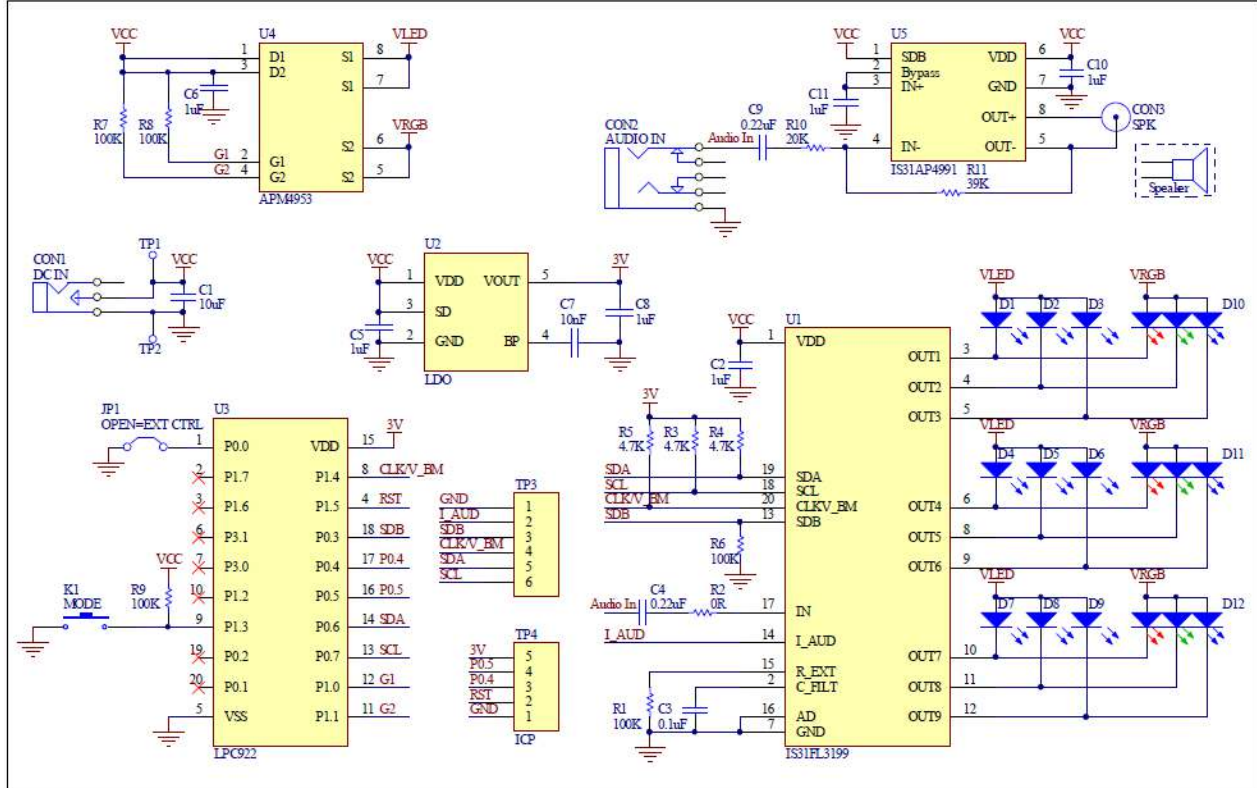 VCC
U4
VLED
1
D1
S1
8
3
D2
C6
1uF
S1
7
R7
100K
R8
100K
VRGB
S2
6
G1
2
G1
G2
4
G2
S2
5
APM4953
U5
VCC
1
SDB
VDD
6
VCC
2
Bypass
3
IN+
GND
7
C10
1uF
C11
1uF
OUT+
8
CON3
SPK
CON2
AUDIO IN
Audio In
C9
0.22uF
R10
20K
4
IN-
OUT-
5
IS31AP4991
R11
39K
Speaker
CON1
DC IN
TP1
VCC
C1
10uF
TP2
U2
VCC
1
VDD
VOUT
5
3V
3
SD
C7
10nF
C8
1uF
C5
1uF
2
GND
BP
4
LDO
JP1
OPEN=EXT CTRL
U3
1
P0.0
VDD
15
3V
2
P1.7
P1.4
8
CLK/V_BM
3
P1.6
P1.5
4
RST
6
P3.1
P0.3
18
SDB
7
P3.0
P0.4
17
P0.4
VCC
10
P1.2
P0.5
16
P0.5
K1
MODE
R9
100K
9
P1.3
P0.6
14
SDA
19
P0.2
P0.7
13
SCL
20
P0.1
P1.0
12
G1
5
VSS
P1.1
11
G2
LPC922
TP3
GND
1
I_AUD
2
SDB
3
CLK/V_BM
4
SDA
5
SCL
6
TP4
3V
5
P0.5
4
P0.4
3
RST
2
GND
1
ICP
U1
VCC
1
VDD
C2
1uF
3V
R5
4.7K
R3
4.7K
R4
4.7K
SDA
19
SDA
SCL
18
SCL
CLK/V_BM
20
CLKV_BM
SDB
13
SDB
R6
100K
Audio In
C4
0.22uF
R2
0R
17
IN
I_AUD
14
I_AUD
15
R_EXT
2
C_FILT
R1
100K
C3
0.1uF
16
AD
7
GND
IS31FL3199
OUT1
3
OUT2
4
OUT3
5
OUT4
6
OUT5
8
OUT6
9
OUT7
10
OUT8
11
OUT9
12
VLED
D1
D2
D3
VRGB
D10
VLED
D4
D5
D6
VRGB
D11
VLED
D7
D8
D9
VRGB
D12